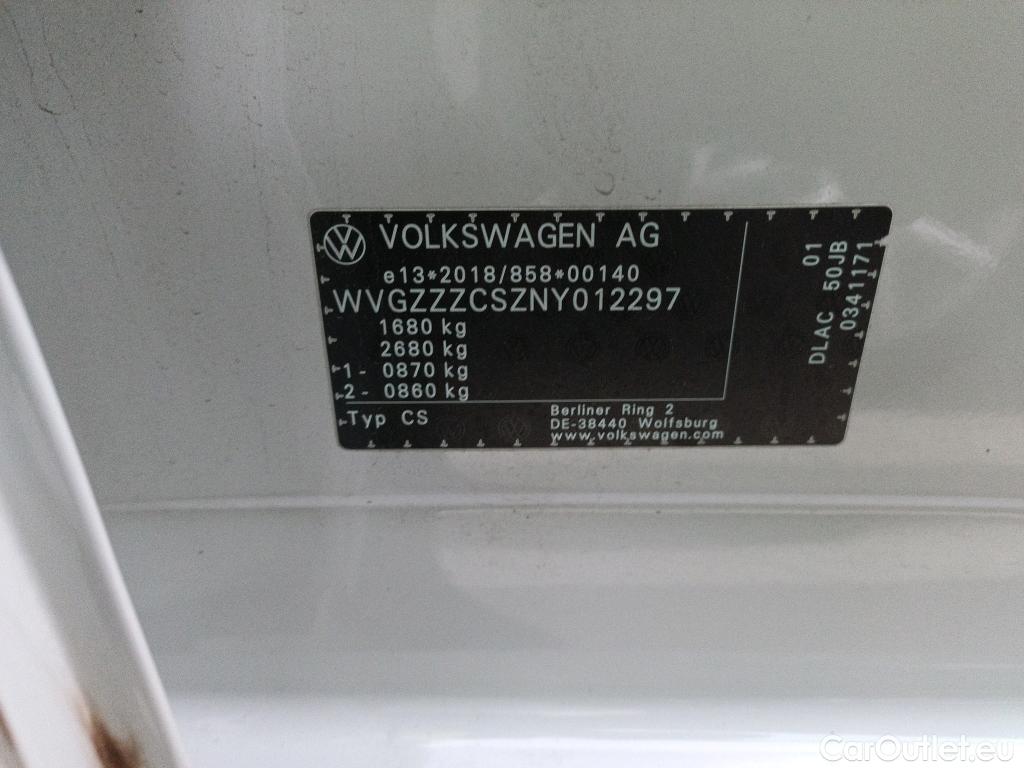 VOLKSWAGEN AG
e13*2018/858*00140
WVGZZZCSZNY012297
1680 kg
2680 kg
1- 0870 kg
2- 0860 kg
Typ CS
Berliner Ring 2
DE-38440 Wolfsburg
www.volkswagen.com
01
DLAC 50JB
0341171
CarOutlet.eu